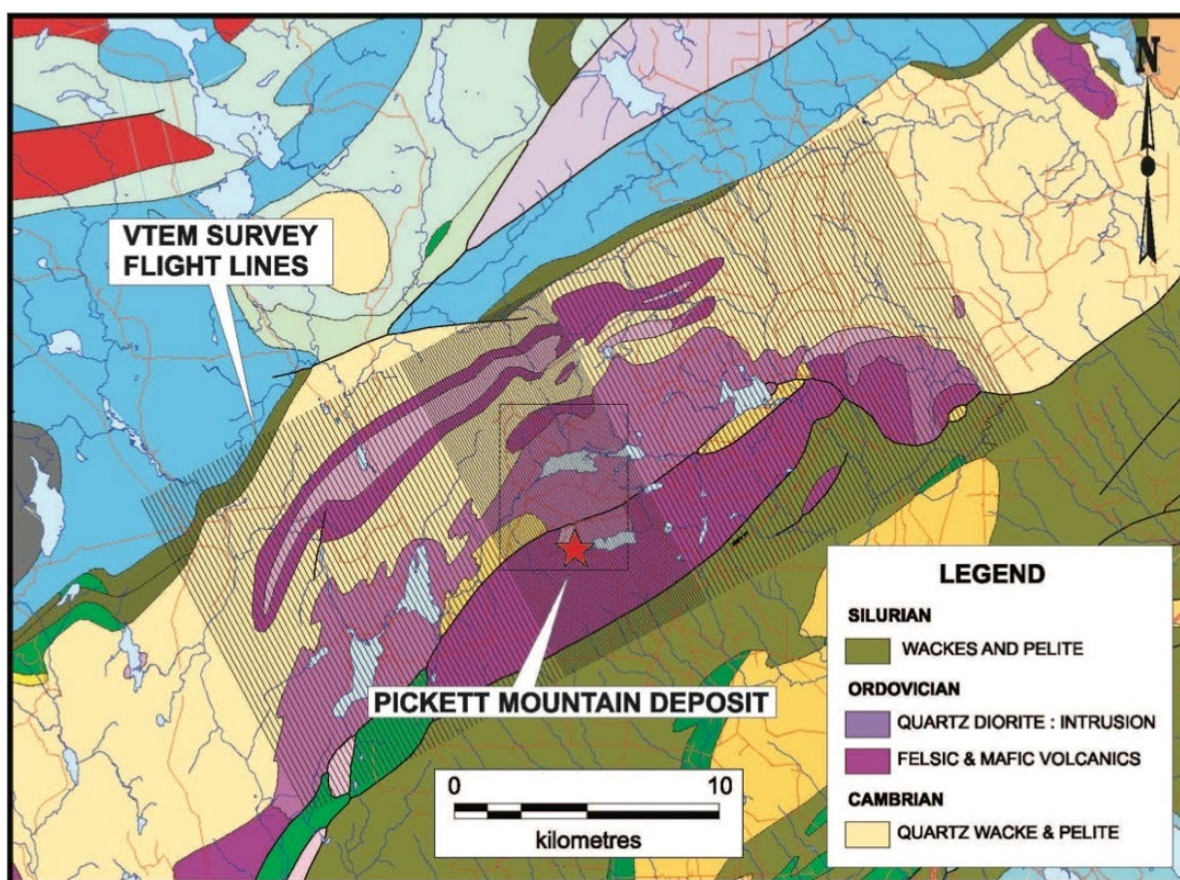 N
VTEM SURVEY
FLIGHT LINES
PICKETT MOUNTAIN DEPOSIT
0 10
kilometres
LEGEND
SILURIAN
WACKES AND PELITE
ORDOVICIAN
QUARTZ DIORITE : INTRUSION
FELSIC & MAFIC VOLCANICS
CAMBRIAN
QUARTZ WACKE & PELITE